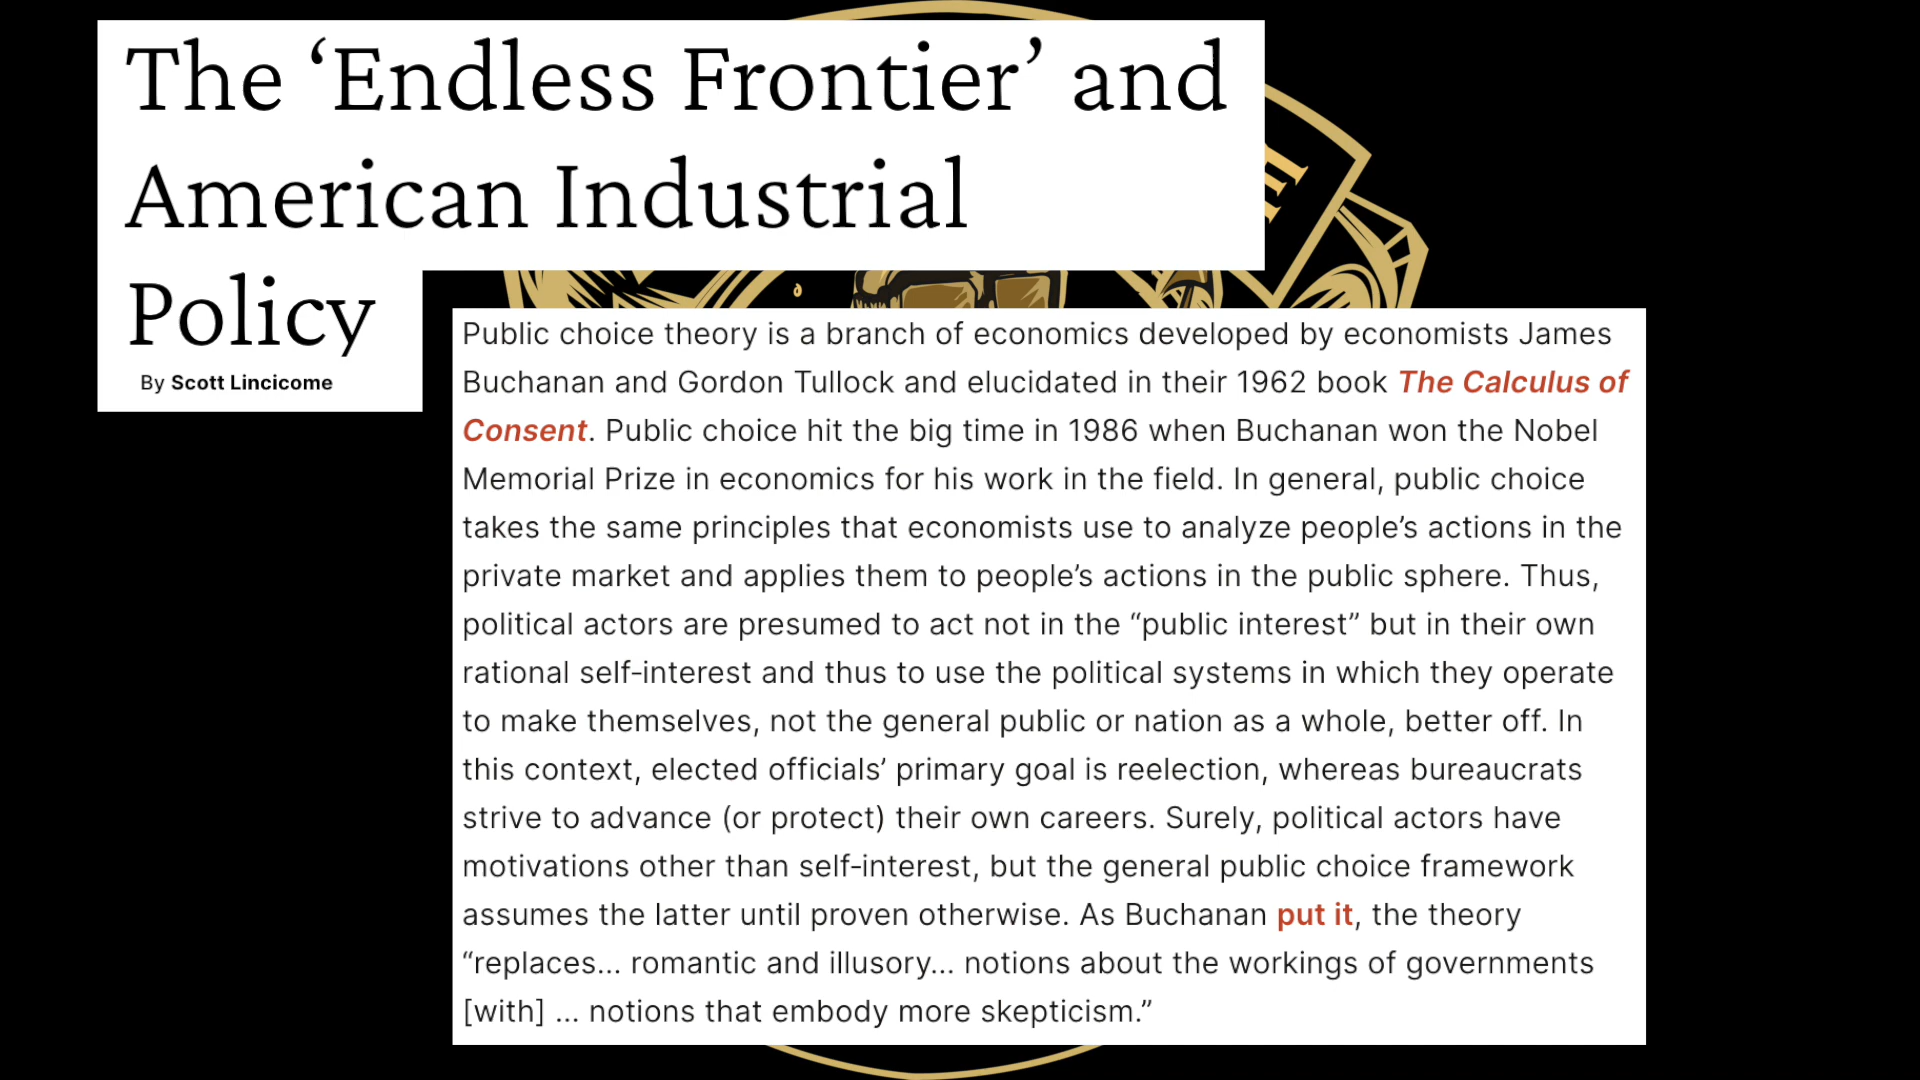 The ‘Endless Frontier’ and
American Industrial
Policy
By Scott Lincicome
Public choice theory is a branch of economics developed by economists James
Buchanan and Gordon Tullock and elucidated in their 1962 book The Calculus of
Consent. Public choice hit the big time in 1986 when Buchanan won the Nobel
Memorial Prize in economics for his work in the field. In general, public choice
takes the same principles that economists use to analyze people’s actions in the
private market and applies them to people’s actions in the public sphere. Thus,
political actors are presumed to act not in the “public interest” but in their own
rational self-interest and thus to use the political systems in which they operate
to make themselves, not the general public or nation as a whole, better off. In
this context, elected officials’ primary goal is reelection, whereas bureaucrats
strive to advance (or protect) their own careers. Surely, political actors have
motivations other than self-interest, but the general public choice framework
assumes the latter until proven otherwise. As Buchanan put it, the theory
“replaces... romantic and illusory... notions about the workings of governments
[with] ... notions that embody more skepticism.”